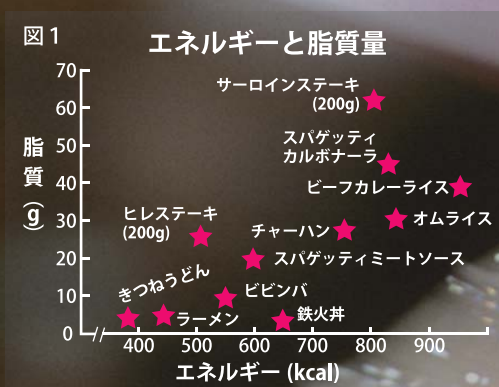 図1
エネルギーと脂質量
70
60
50
40
30
20
10
0
脂質(g)
サーロインステーキ
(200g)
スパゲッティ
カルボナーラ
ビーフカレーライス
オムライス
ヒレステーキ
(200g)
チャーハン
スパゲッティミートソース
きつねうどん
ビビンバ
ラーメン
鉄火丼
400 500 600 700 800 900
エネルギー (kcal)